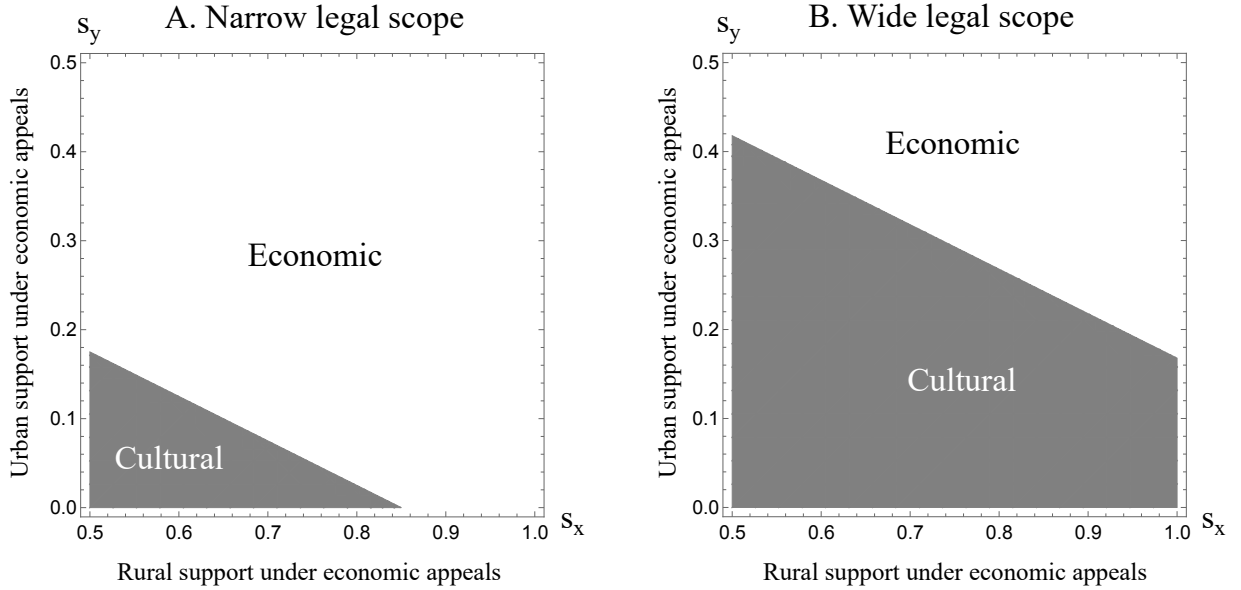 A. Narrow legal scope
s_y
0.5
0.4
0.3
0.2
0.1
0.0
Urban support under economic appeals
Economic
Cultural
0.5 0.6 0.7 0.8 0.9 1.0
s_x
Rural support under economic appeals
B. Wide legal scope
s_y
0.5
0.4
0.3
0.2
0.1
0.0
Urban support under economic appeals
Economic
Cultural
0.5 0.6 0.7 0.8 0.9 1.0
s_x
Rural support under economic appeals